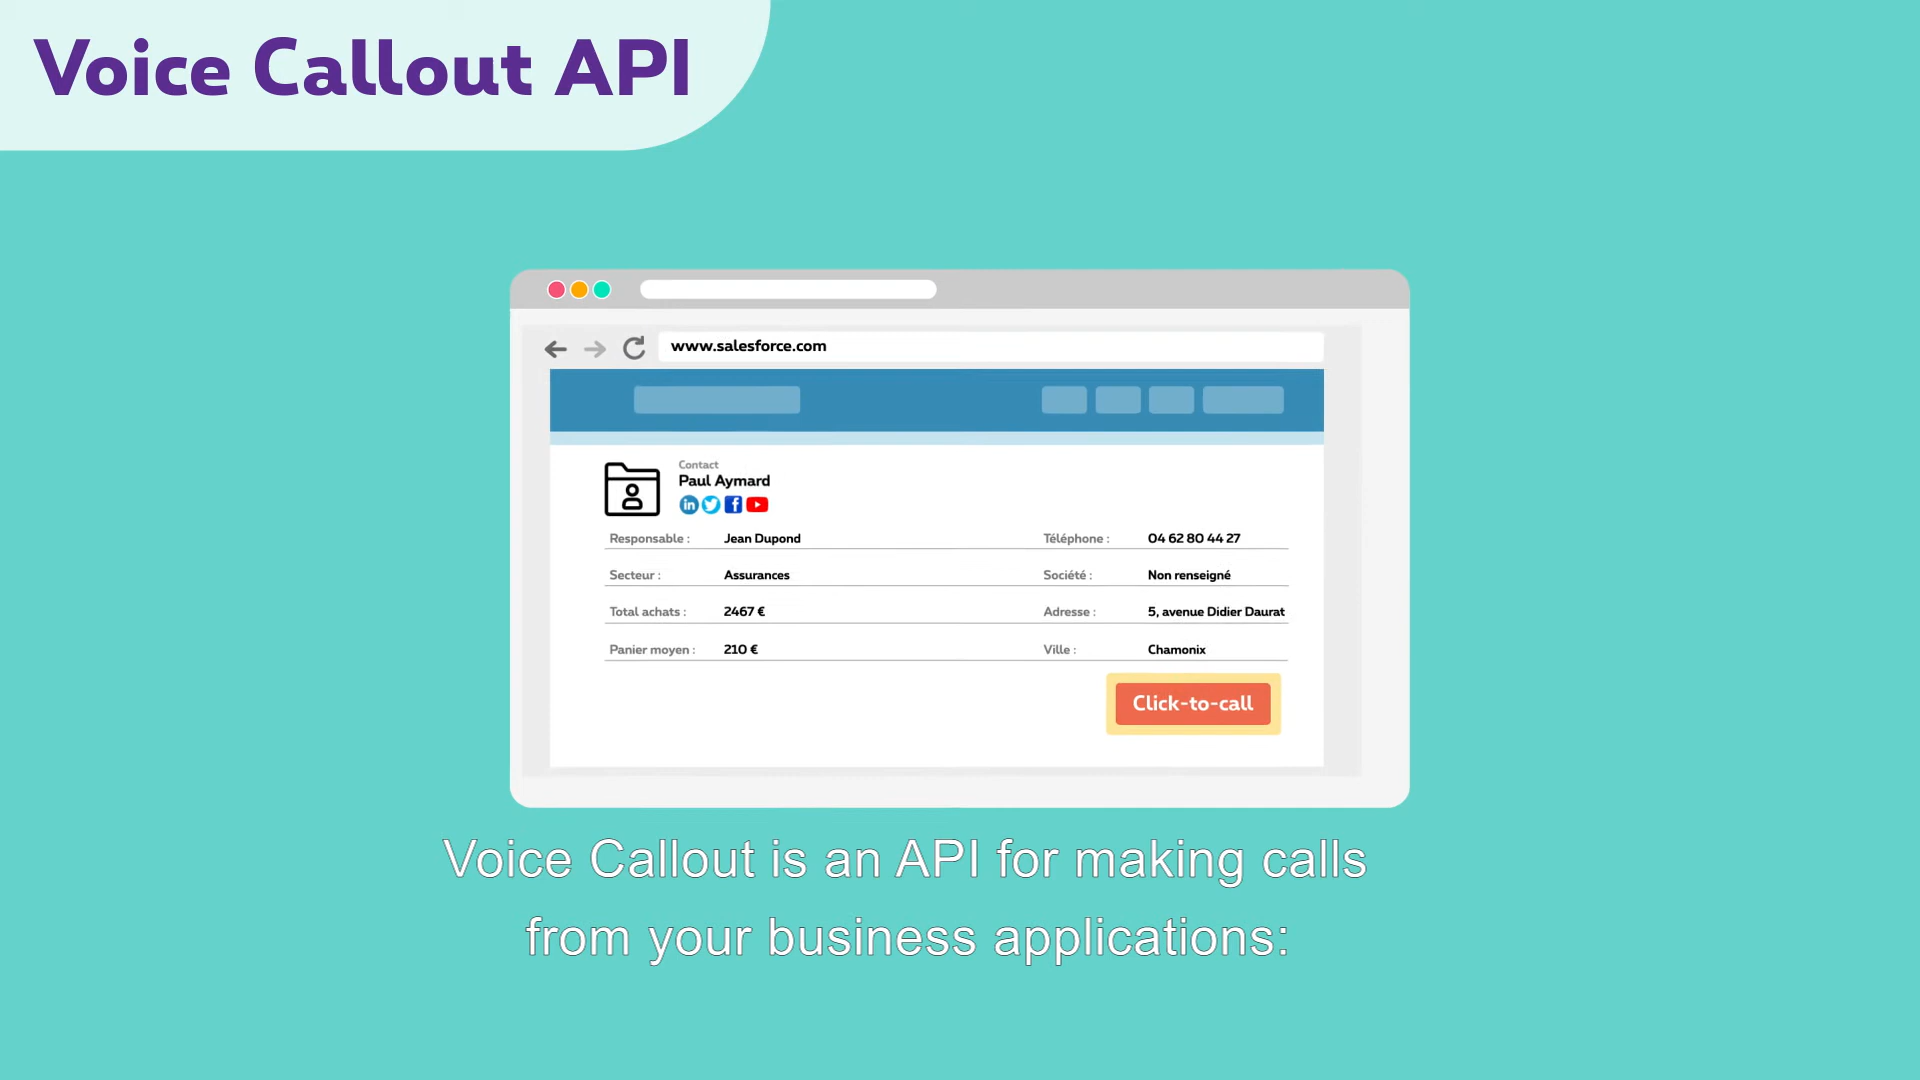 Voice Callout API
www.salesforce.com
Contact
Paul Aymard
in f
Responsable : Jean Dupond Téléphone : 04 62 80 44 27
Secteur : Assurances Société : Non renseigné
Total achats : 2467 € Adresse : 5, avenue Didier Daurat
Panier moyen : 210 € Ville : Chamonix
Click-to-call
Voice Callout is an API for making calls
from your business applications: